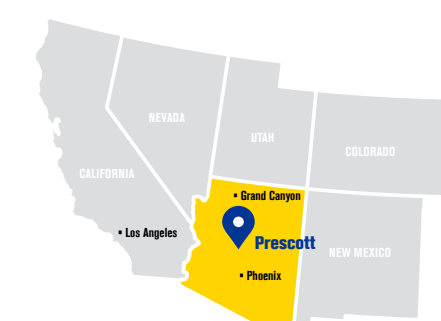 NEVADA
UTAH
COLORADO
CALIFORNIA
Grand Canyon
Los Angeles
Prescott
NEW MEXICO
Phoenix